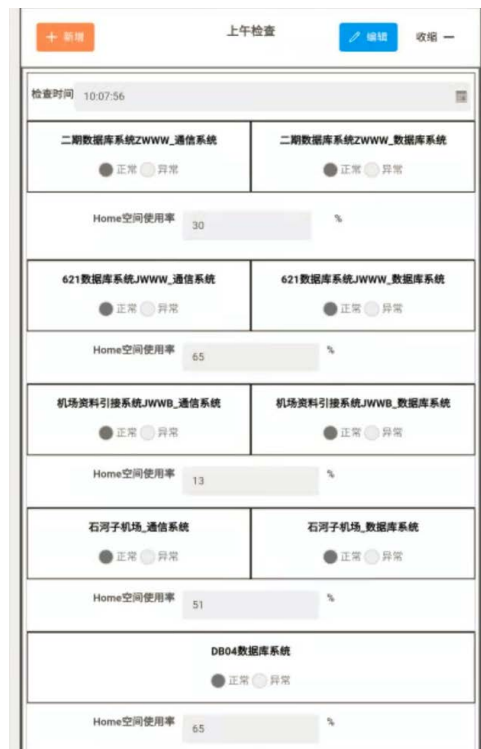 + 新增 上午检查 编辑 收缩 —
检查时间 10:07:56
二期数据库系统ZWWW_通信系统 二期数据库系统ZWWW_数据库系统
正常 异常 正常 异常
Home空间使用率 30 %
621数据库系统JWWW_通信系统 621数据库系统JWWW_数据库系统
正常 异常 正常 异常
Home空间使用率 65 %
机场资料引接系统JWWB_通信系统 机场资料引接系统JWWB_数据库系统
正常 异常 正常 异常
Home空间使用率 13 %
石河子机场_通信系统 石河子机场_数据库系统
正常 异常 正常 异常
Home空间使用率 51 %
DB04数据库系统
正常 异常
Home空间使用率 65 %